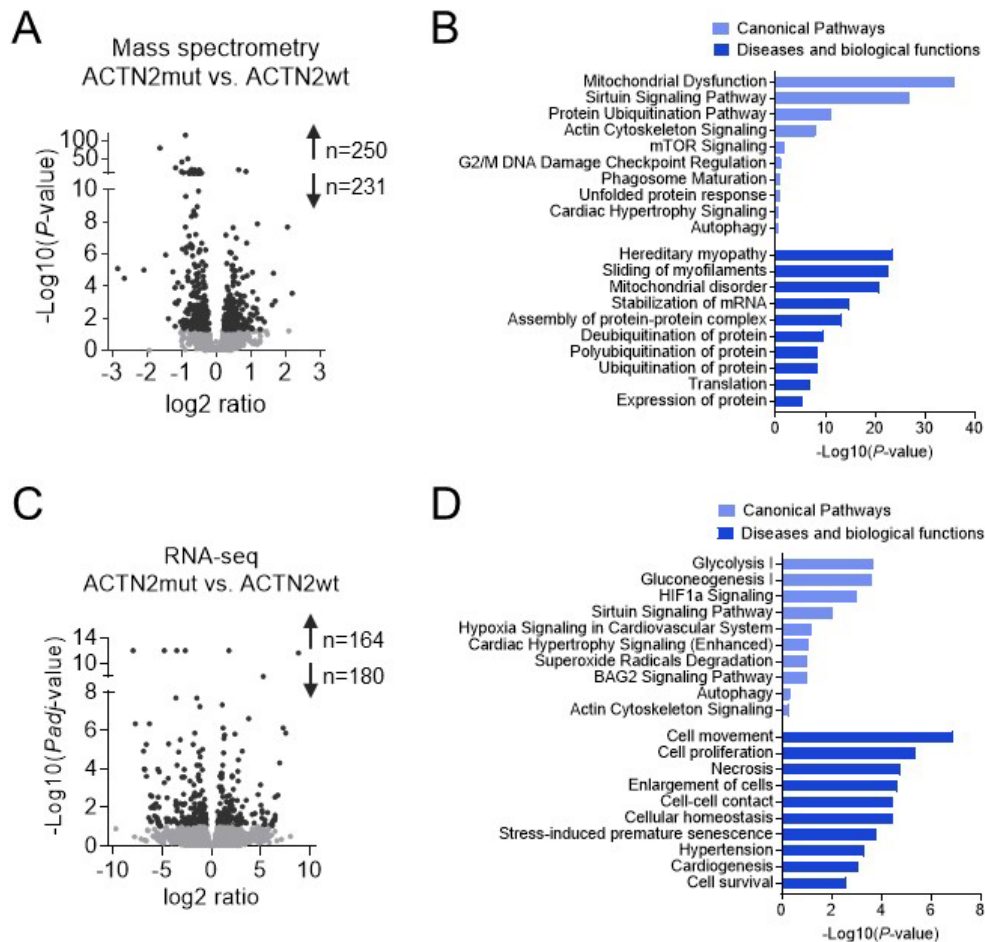 A
Mass spectrometry
ACTN2mut vs. ACTN2wt
n=250
n=231
-Log10(P-value)
100
50
10
8
6
4
2
0
-3 -2 -1 0 1 2 3
log2 ratio
B
Canonical Pathways
Diseases and biological functions
Mitochondrial Dysfunction
Sirtuin Signaling Pathway
Protein Ubiquitination Pathway
Actin Cytoskeleton Signaling
mTOR Signaling
G2/M DNA Damage Checkpoint Regulation
Phagosome Maturation
Unfolded protein response
Cardiac Hypertrophy Signaling
Autophagy
Hereditary myopathy
Sliding of myofilaments
Mitochondrial disorder
Stabilization of mRNA
Assembly of protein-protein complex
Deubiquitination of protein
Polyubiquitination of protein
Ubiquitination of protein
Translation
Expression of protein
0 10 20 30 40
-Log10(P-value)
C
RNA-seq
ACTN2mut vs. ACTN2wt
n=164
n=180
-Log10(Padj-value)
14
10
8
6
4
2
0
-10 -5 0 5 10
log2 ratio
D
Canonical Pathways
Diseases and biological functions
Glycolysis I
Gluconeogenesis I
HIF1a Signaling
Sirtuin Signaling Pathway
Hypoxia Signaling in Cardiovascular System
Cardiac Hypertrophy Signaling (Enhanced)
Superoxide Radicals Degradation
BAG2 Signaling Pathway
Autophagy
Actin Cytoskeleton Signaling
Cell movement
Cell proliferation
Necrosis
Enlargement of cells
Cell-cell contact
Cellular homeostasis
Stress-induced premature senescence
Hypertension
Cardiogenesis
Cell survival
0 2 4 6 8
-Log10(P-value)